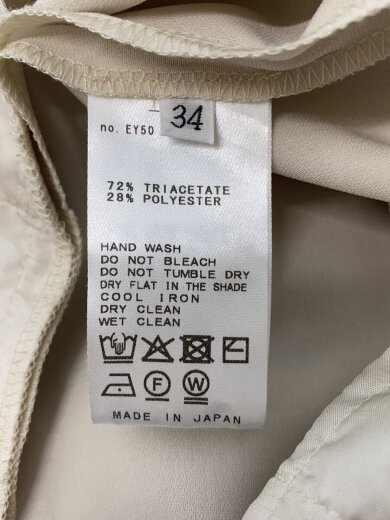 34
no. EY50
72% TRIACETATE
28% POLYESTER
HAND WASH
DO NOT BLEACH
DO NOT TUMBLE DRY
DRY FLAT IN THE SHADE
COOL IRON
DRY CLEAN
WET CLEAN
F W
MADE IN JAPAN